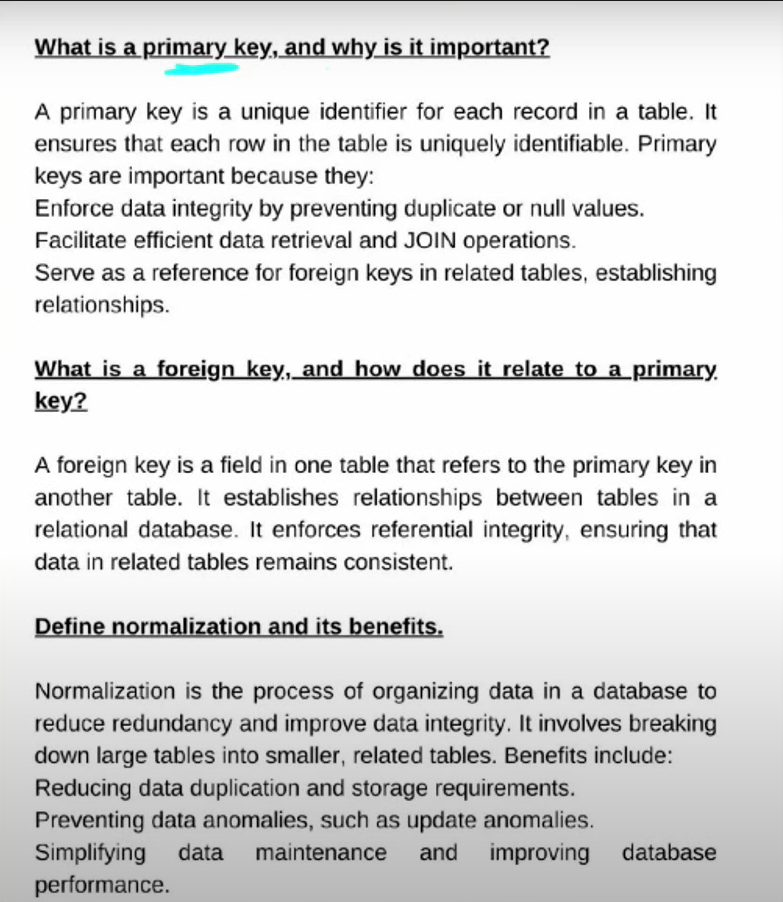 What is a primary key, and why is it important?
A primary key is a unique identifier for each record in a table. It
ensures that each row in the table is uniquely identifiable. Primary
keys are important because they:
Enforce data integrity by preventing duplicate or null values.
Facilitate efficient data retrieval and JOIN operations.
Serve as a reference for foreign keys in related tables, establishing
relationships.
What is a foreign key, and how does it relate to a primary
key?
A foreign key is a field in one table that refers to the primary key in
another table. It establishes relationships between tables in a
relational database. It enforces referential integrity, ensuring that
data in related tables remains consistent.
Define normalization and its benefits.
Normalization is the process of organizing data in a database to
reduce redundancy and improve data integrity. It involves breaking
down large tables into smaller, related tables. Benefits include:
Reducing data duplication and storage requirements.
Preventing data anomalies, such as update anomalies.
Simplifying data maintenance and improving database
performance.